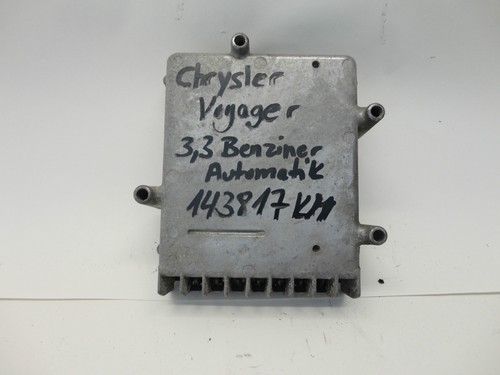 Chrysler
Voyager
3,3 Benziner
Automatik
143817 KM